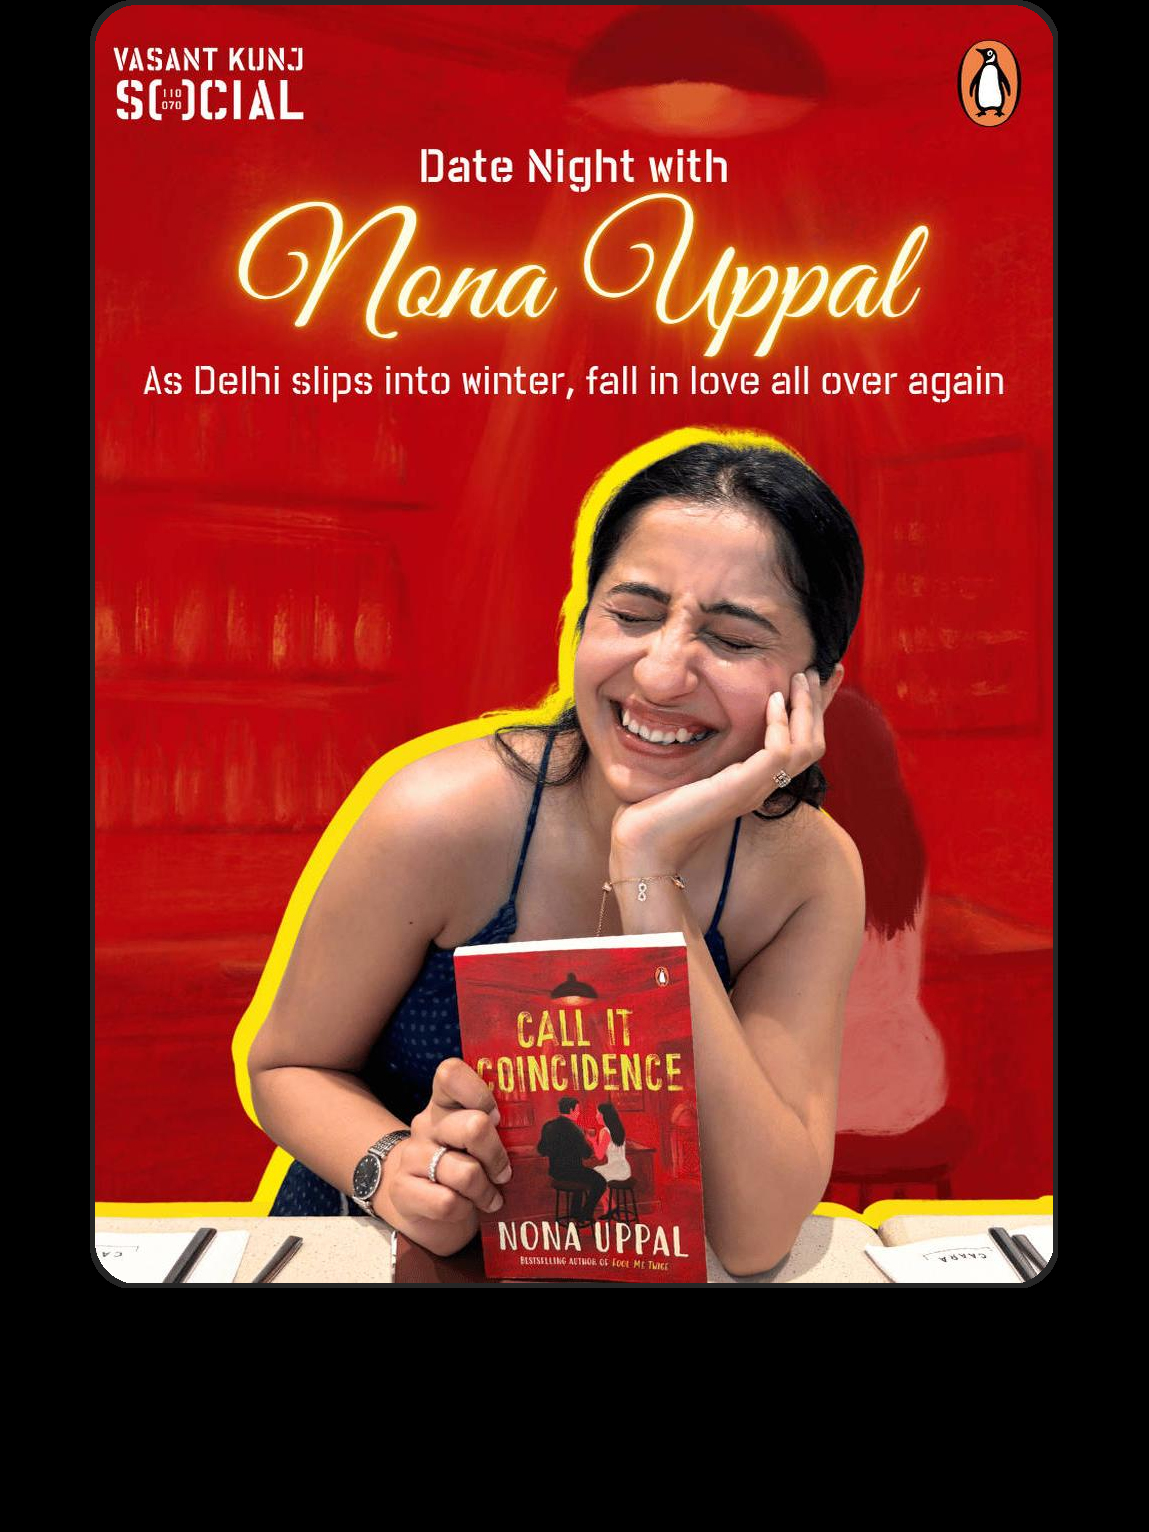 VASANT KUNJ
SOCIAL
110
070
Date Night with
Nona Uppal
As Delhi slips into winter, fall in love all over again
CALL IT
COINCIDENCE
NONA UPPAL
BESTSELLING AUTHOR OF FOOL ME TWICE
CAARA